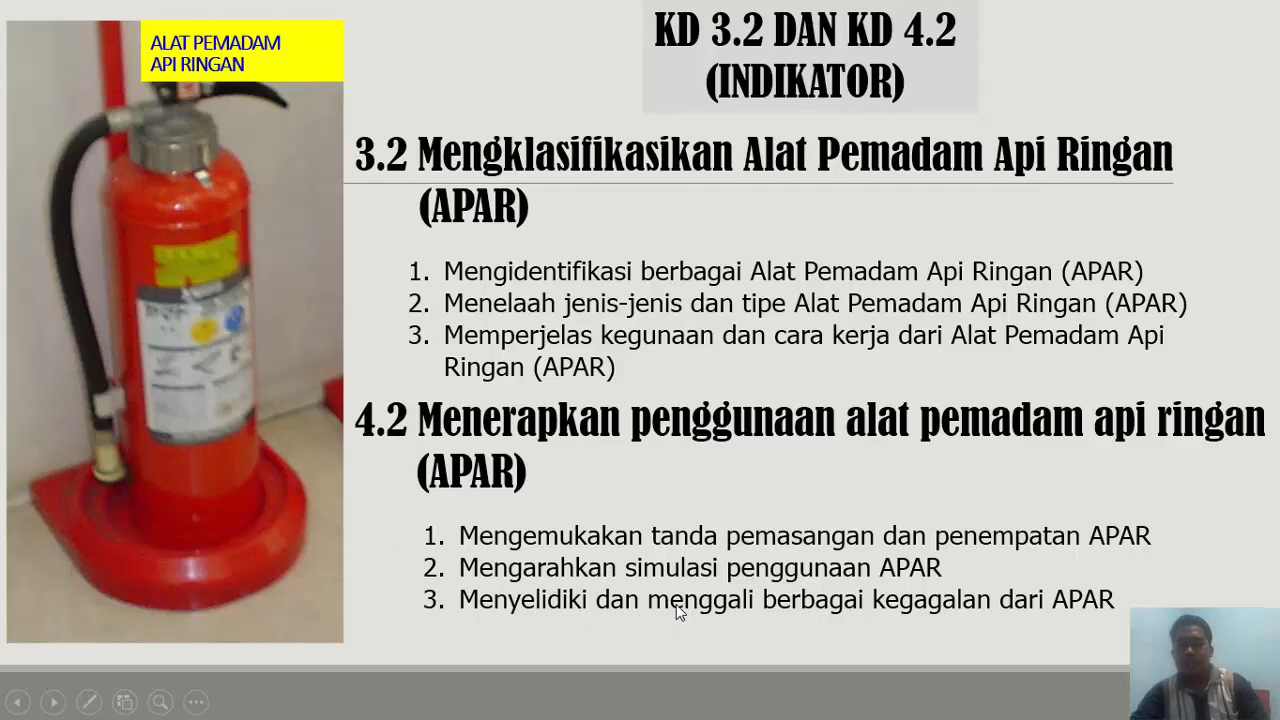 ALAT PEMADAM
API RINGAN
KD 3.2 DAN KD 4.2
(INDIKATOR)
3.2 Mengklasifikasikan Alat Pemadam Api Ringan
(APAR)
1. Mengidentifikasi berbagai Alat Pemadam Api Ringan (APAR)
2. Menelaah jenis-jenis dan tipe Alat Pemadam Api Ringan (APAR)
3. Memperjelas kegunaan dan cara kerja dari Alat Pemadam Api
Ringan (APAR)
4.2 Menerapkan penggunaan alat pemadam api ringan
(APAR)
1. Mengemukakan tanda pemasangan dan penempatan APAR
2. Mengarahkan simulasi penggunaan APAR
3. Menyelidiki dan menggali berbagai kegagalan dari APAR